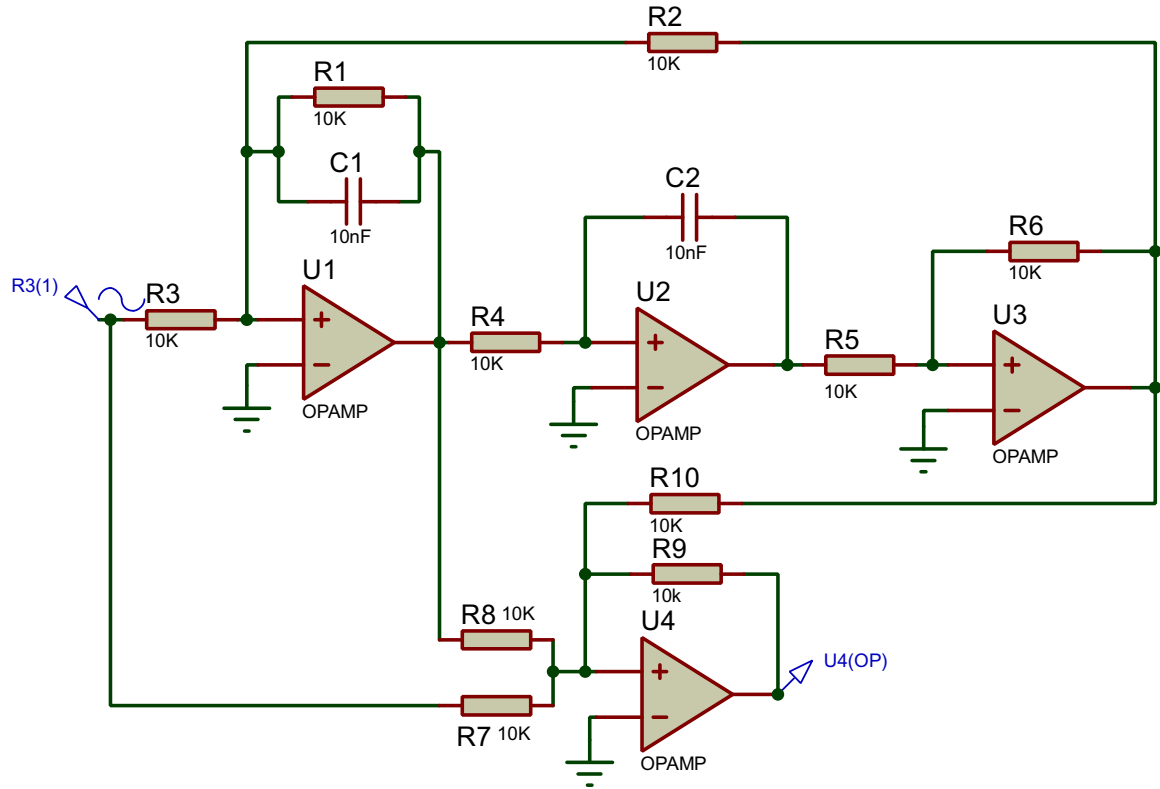 R2
10K
R1
10K
C1
10nF
C2
10nF
R6
10K
R3(1)
R3
10K
U1
+
−
OPAMP
R4
10K
U2
+
−
OPAMP
R5
10K
U3
+
−
OPAMP
R10
10K
R9
10k
R8 10K
U4
+
−
OPAMP
U4(OP)
R7 10K